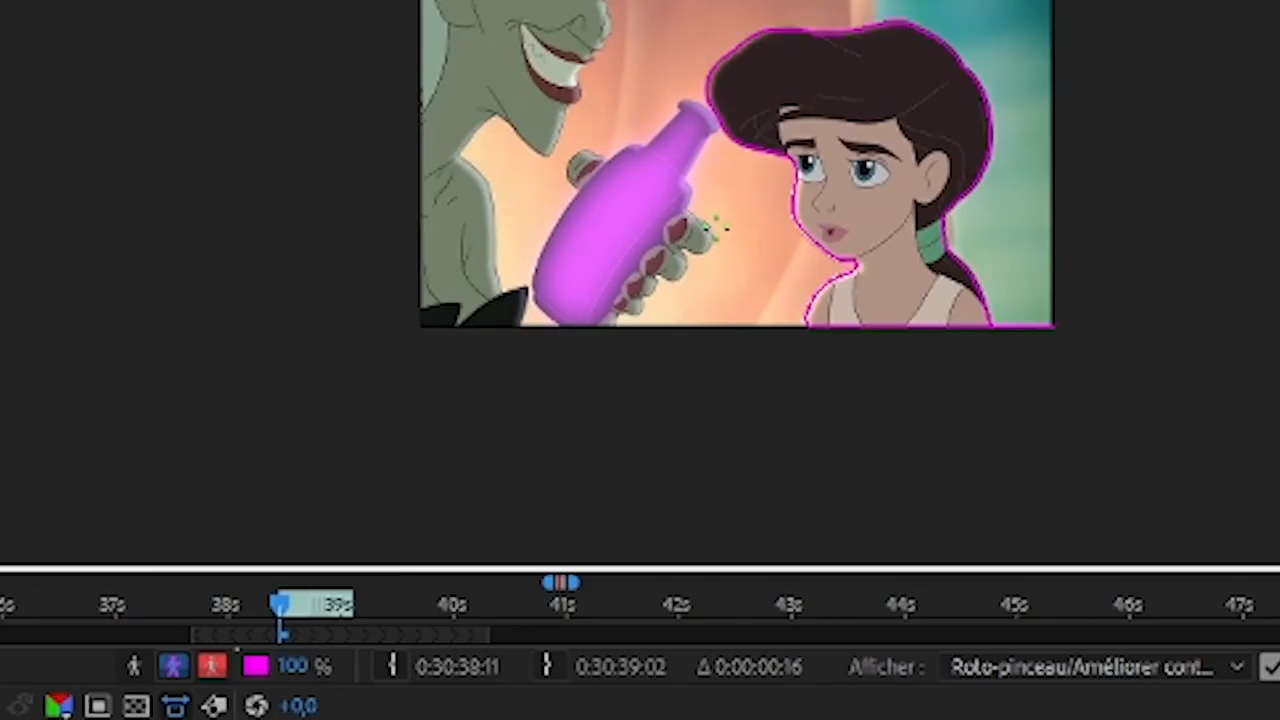 37s 38s 39s 40s 41s 42s 43s 44s 45s 46s 47s
100 % 0:30:38:11 0:30:39:02 Δ 0:00:00:16 Afficher : Roto-pinceau/Améliorer cont...
+0,0